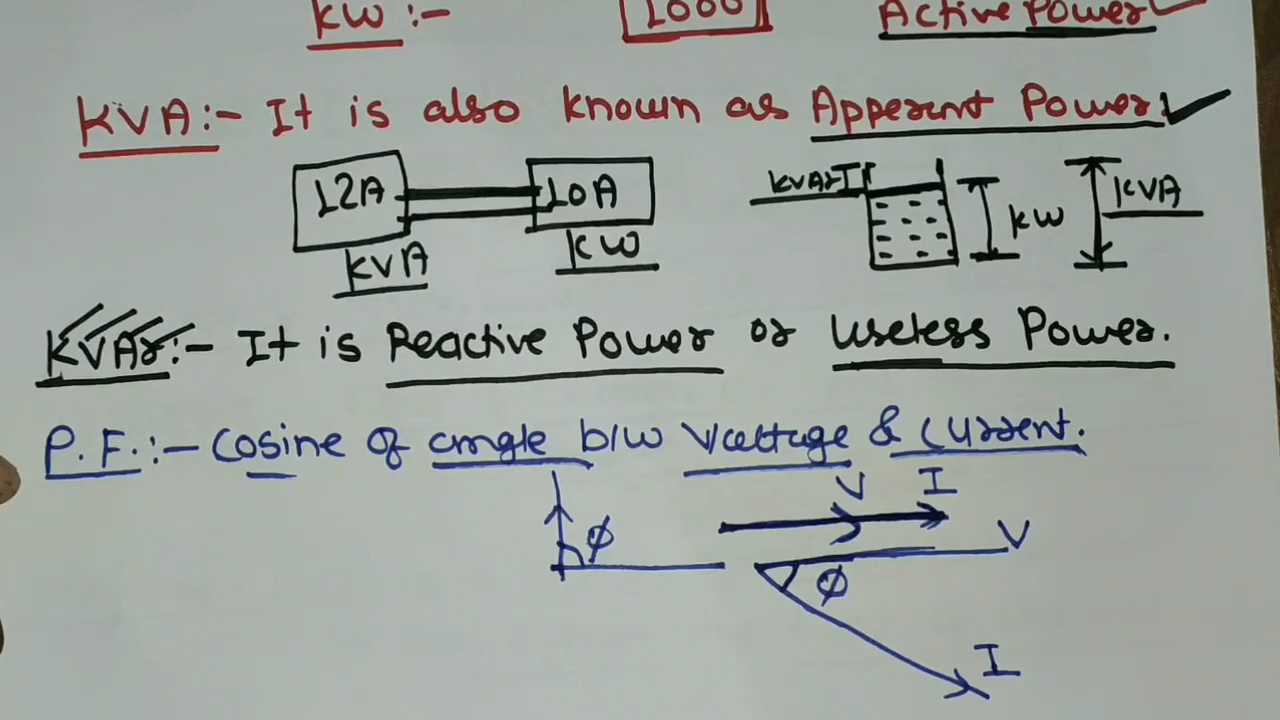 KW :- 1000 Active Power
KVA :- It is also known as Apperent Power.
12A 10A KVAr KW KVA
KVA KW
KVAr :- It is Reactive Power or Useless Power.
P.F. :- Cosine of angle b/w Voltage & Current.
V I
φ V
φ
I